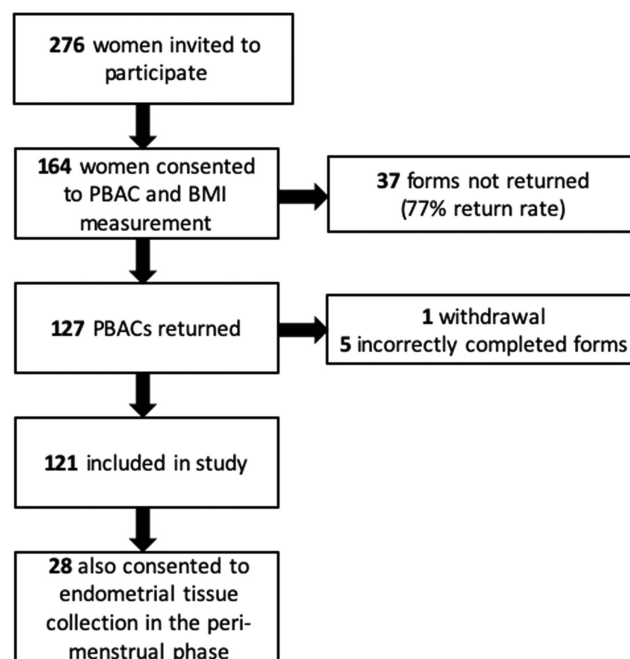 276 women invited to
participate
164 women consented
to PBAC and BMI
measurement
37 forms not returned
(77% return rate)
127 PBACs returned
1 withdrawal
5 incorrectly completed forms
121 included in study
28 also consented to
endometrial tissue
collection in the peri-
menstrual phase